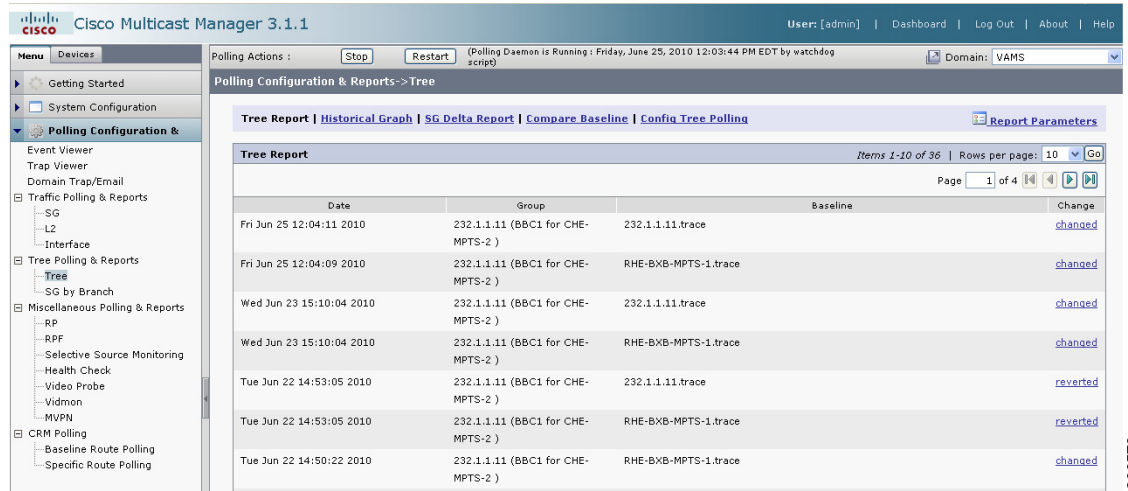 CISCO
Cisco Multicast Manager 3.1.1
User: [admin] | Dashboard | Log Out | About | Help
Menu Devices
Polling Actions : Stop Restart (Polling Daemon is Running : Friday, June 25, 2010 12:03:44 PM EDT by watchdog
script)
Domain: VAMS
Getting Started
System Configuration
Polling Configuration &
Event Viewer
Trap Viewer
Domain Trap/Email
Traffic Polling & Reports
SG
L2
Interface
Tree Polling & Reports
Tree
SG by Branch
Miscellaneous Polling & Reports
RP
RPF
Selective Source Monitoring
Health Check
Video Probe
Vidmon
MVPN
CRM Polling
Baseline Route Polling
Specific Route Polling
Polling Configuration & Reports->Tree
Tree Report | Historical Graph | SG Delta Report | Compare Baseline | Config Tree Polling
Report Parameters
Tree Report
Items 1-10 of 36 | Rows per page: 10 Go
Page 1 of 4
Date Group Baseline Change
Fri Jun 25 12:04:11 2010 232.1.1.11 (BBC1 for CHE- 232.1.1.11.trace changed
MPTS-2 )
Fri Jun 25 12:04:09 2010 232.1.1.11 (BBC1 for CHE- RHE-BXB-MPTS-1.trace changed
MPTS-2 )
Wed Jun 23 15:10:04 2010 232.1.1.11 (BBC1 for CHE- 232.1.1.11.trace changed
MPTS-2 )
Wed Jun 23 15:10:04 2010 232.1.1.11 (BBC1 for CHE- RHE-BXB-MPTS-1.trace changed
MPTS-2 )
Tue Jun 22 14:53:05 2010 232.1.1.11 (BBC1 for CHE- 232.1.1.11.trace reverted
MPTS-2 )
Tue Jun 22 14:53:05 2010 232.1.1.11 (BBC1 for CHE- RHE-BXB-MPTS-1.trace reverted
MPTS-2 )
Tue Jun 22 14:50:22 2010 232.1.1.11 (BBC1 for CHE- RHE-BXB-MPTS-1.trace changed
MPTS-2 )